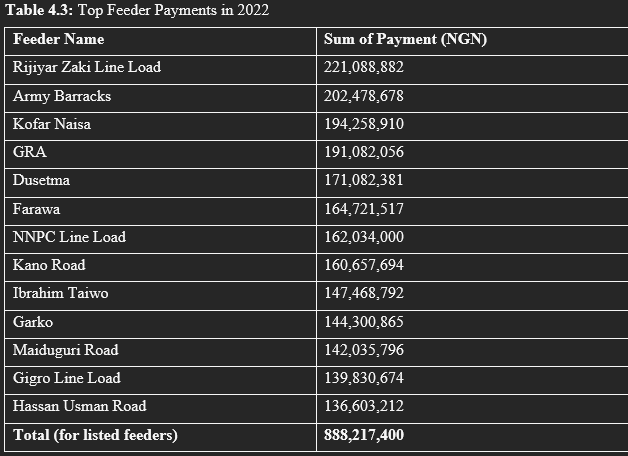 Table 4.3: Top Feeder Payments in 2022
Feeder Name Sum of Payment (NGN)
Rijiyar Zaki Line Load 221,088,882
Army Barracks 202,478,678
Kofar Naisa 194,258,910
GRA 191,082,056
Dusetma 171,082,381
Farawa 164,721,517
NNPC Line Load 162,034,000
Kano Road 160,657,694
Ibrahim Taiwo 147,468,792
Garko 144,300,865
Maiduguri Road 142,035,796
Gigro Line Load 139,830,674
Hassan Usman Road 136,603,212
Total (for listed feeders) 888,217,400